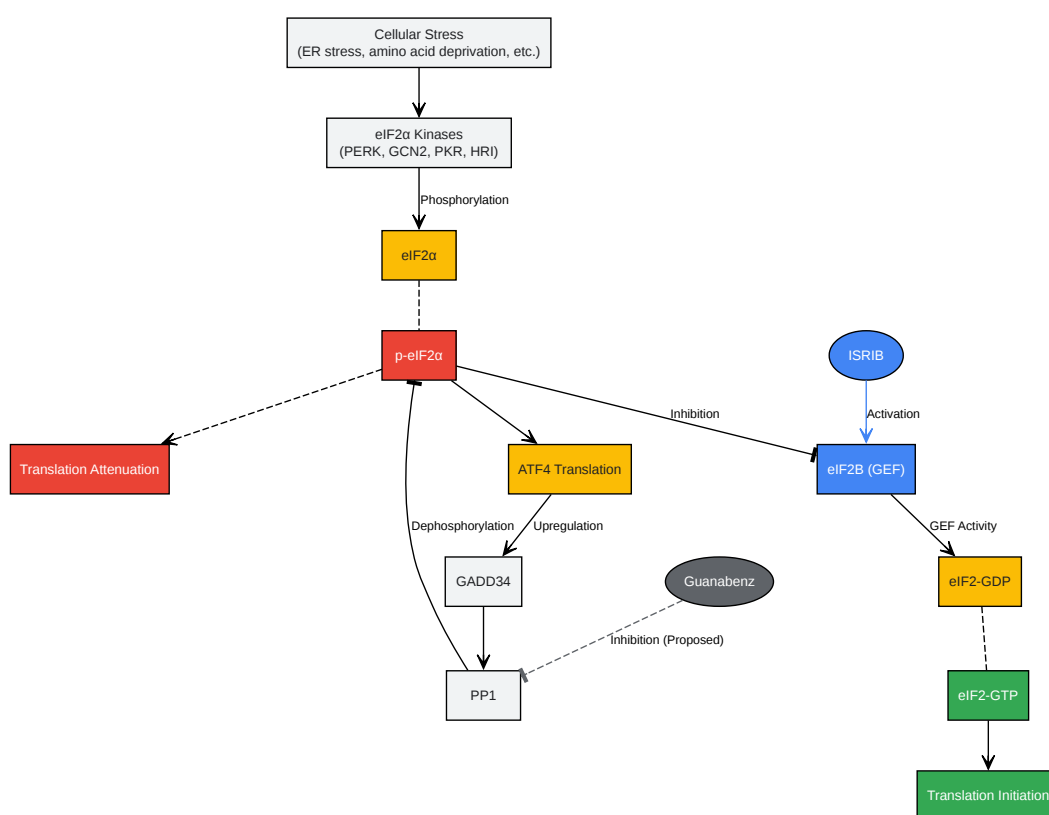 Cellular Stress
(ER stress, amino acid deprivation, etc.)
eIF2α Kinases
(PERK, GCN2, PKR, HRI)
Phosphorylation
eIF2α
p-eIF2α
ISRIB
Inhibition
Activation
Translation Attenuation
ATF4 Translation
eIF2B (GEF)
Dephosphorylation
Upregulation
GEF Activity
GADD34
Guanabenz
eIF2-GDP
Inhibition (Proposed)
PP1
eIF2-GTP
Translation Initiation